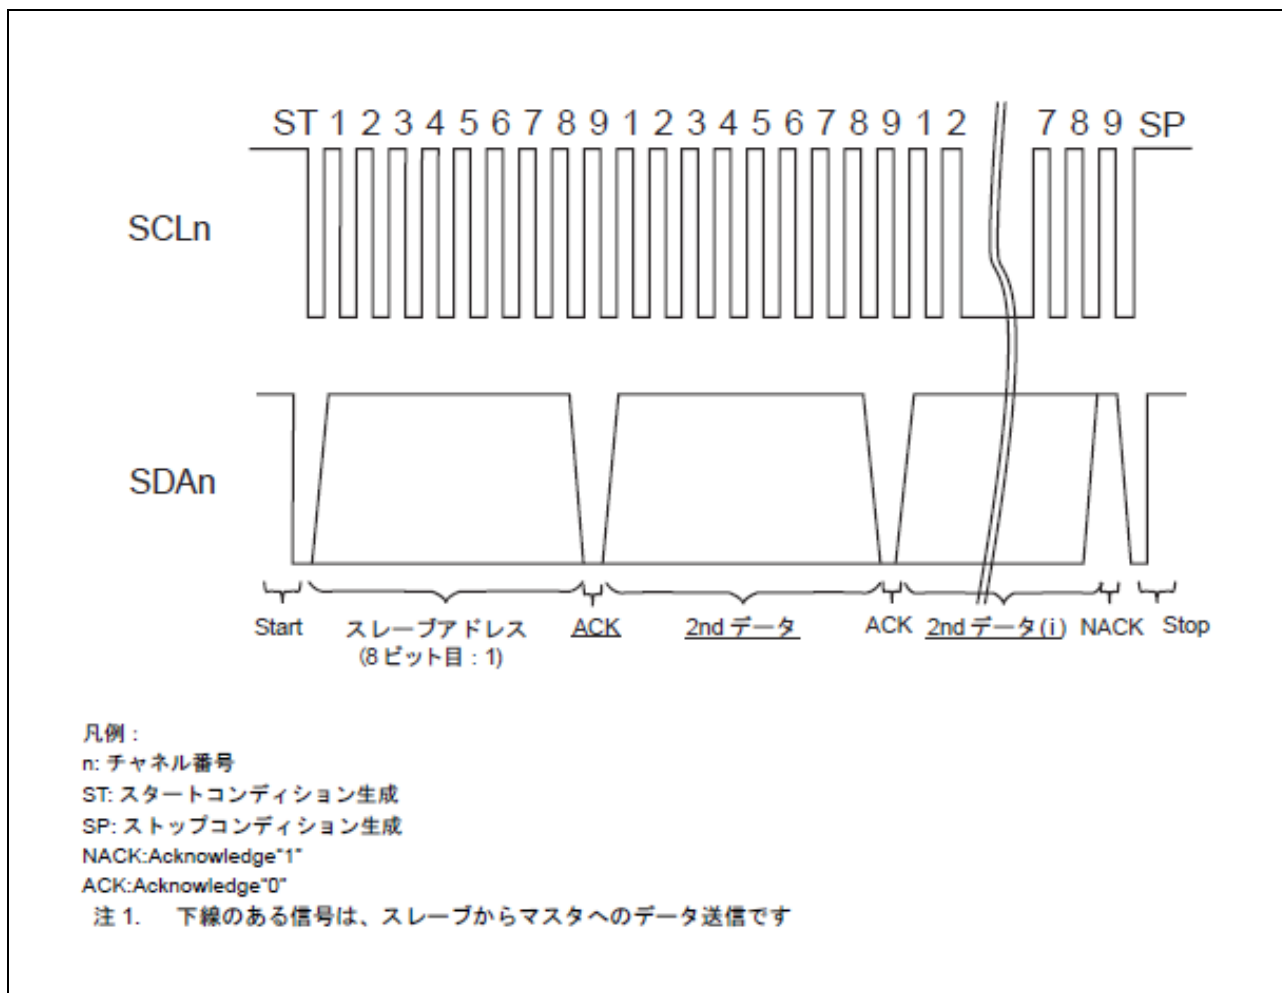 ST 1 2 3 4 5 6 7 8 9 1 2 3 4 5 6 7 8 9 1 2 7 8 9 SP
SCLn
SDAn
Start スレーブアドレス ACK 2nd データ ACK 2nd データ(i) NACK Stop
(8 ビット目 : 1)
凡例 :
n: チャネル番号
ST: スタートコンディション生成
SP: ストップコンディション生成
NACK:Acknowledge"1"
ACK:Acknowledge"0"
注 1. 下線のある信号は、スレーブからマスタへのデータ送信です